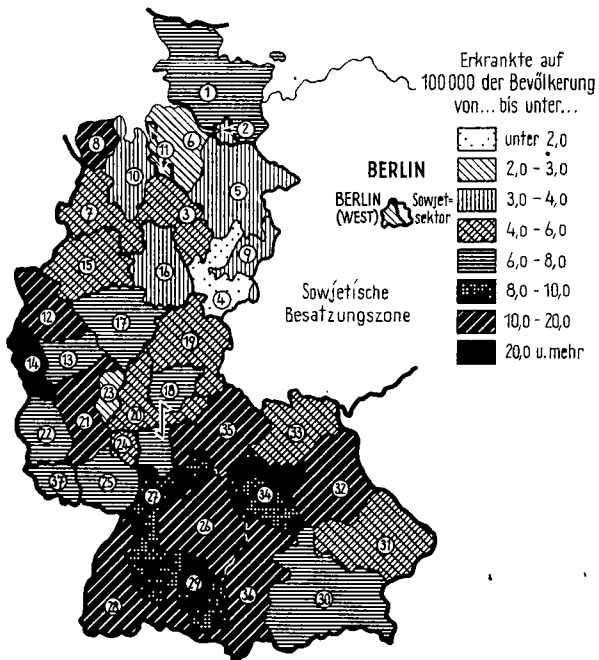 Erkrankte auf
100000 der Bevölkerung
von... bis unter...
unter 2,0
2,0 – 3,0
3,0 – 4,0
4,0 – 6,0
6,0 – 8,0
8,0 – 10,0
10,0 – 20,0
20,0 u. mehr
BERLIN
BERLIN
(WEST)
Sowjet=
sektor
Sowjetische
Besatzungszone
1
2
8
11
6
10
5
7
3
9
15
16
4
12
17
19
14
13
23
18
21
20
22
24
35
33
37
25
27
34
32
26
31
29
28
36
30